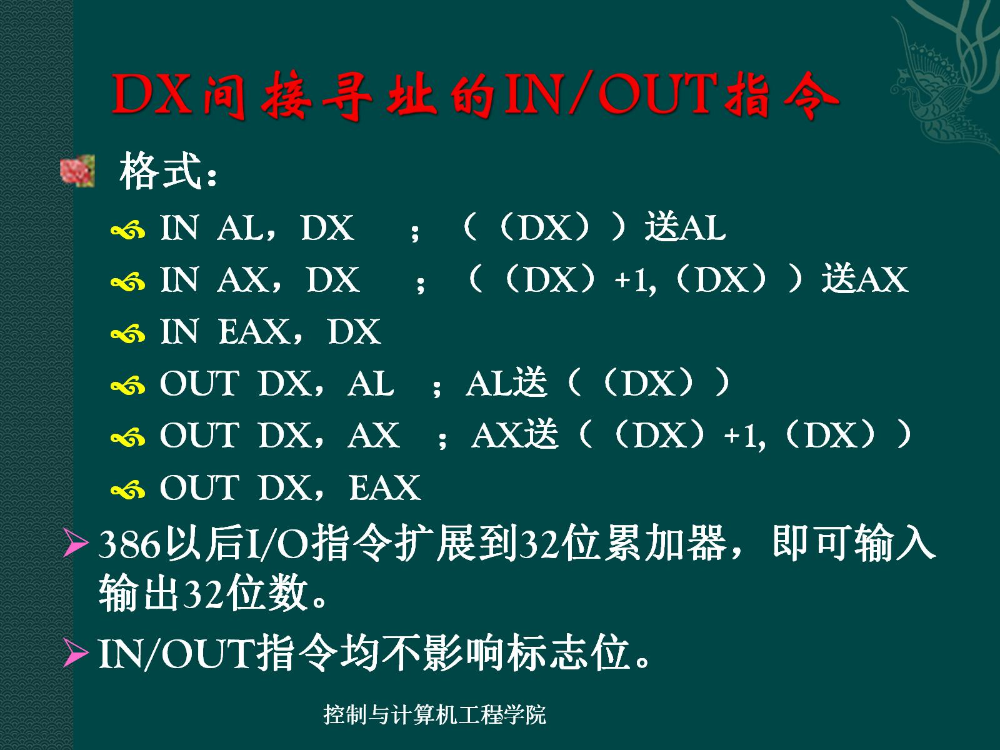 DX间接寻址的IN/OUT指令
格式：
IN AL，DX ；（（DX））送AL
IN AX，DX ；（（DX）+1,（DX））送AX
IN EAX，DX
OUT DX，AL ；AL送（（DX））
OUT DX，AX ；AX送（（DX）+1,（DX））
OUT DX，EAX
386以后I/O指令扩展到32位累加器，即可输入
输出32位数。
IN/OUT指令均不影响标志位。
控制与计算机工程学院